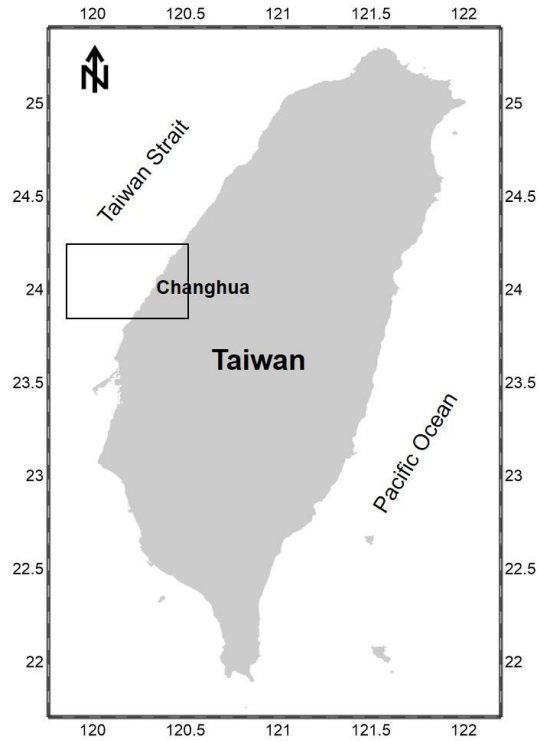 120 120.5 121 121.5 122
N
25 25
Taiwan Strait
24.5 24.5
24 Changhua 24
Taiwan
23.5 23.5
Pacific Ocean
23 23
22.5 22.5
22 22
120 120.5 121 121.5 122